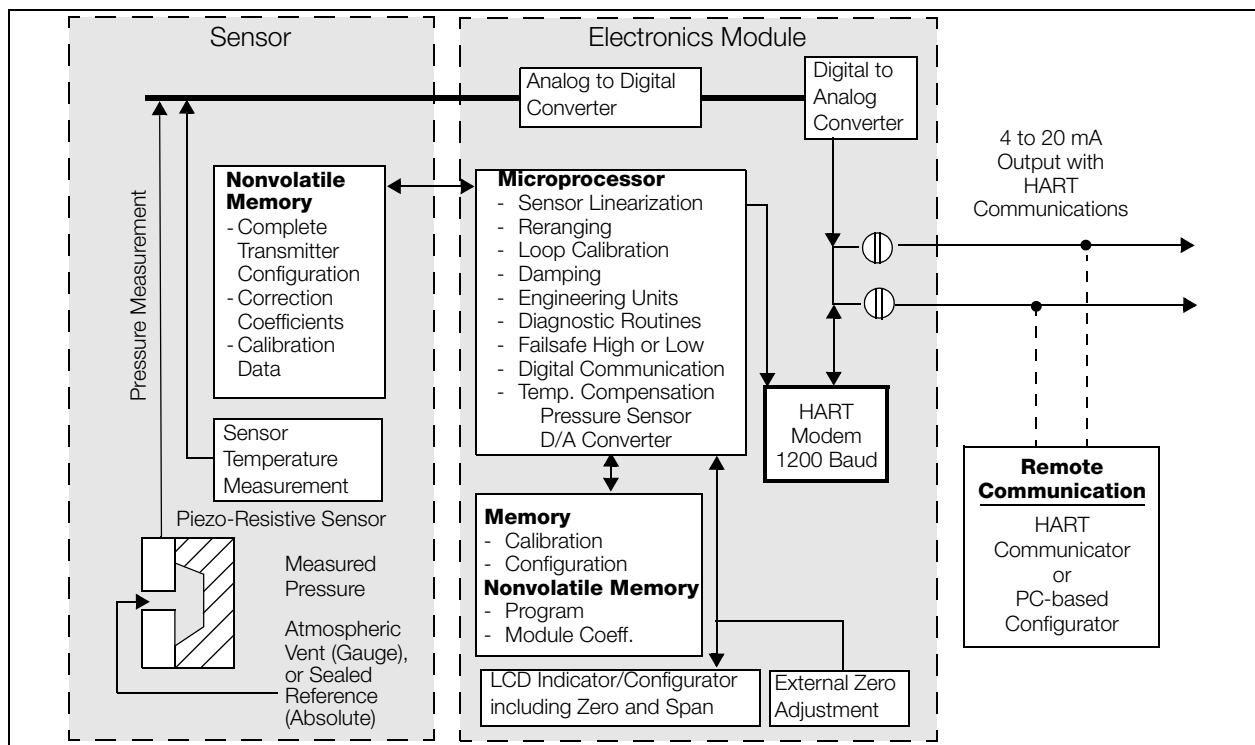 Sensor
Electronics Module
Analog to Digital
Converter
Digital to
Analog
Converter
4 to 20 mA
Output with
HART
Communications
Pressure Measurement
Nonvolatile
Memory
- Complete
Transmitter
Configuration
- Correction
Coefficients
- Calibration
Data
Microprocessor
- Sensor Linearization
- Reranging
- Loop Calibration
- Damping
- Engineering Units
- Diagnostic Routines
- Failsafe High or Low
- Digital Communication
- Temp. Compensation
Pressure Sensor
D/A Converter
HART
Modem
1200 Baud
Sensor
Temperature
Measurement
Piezo-Resistive Sensor
Measured
Pressure
Atmospheric
Vent (Gauge),
or Sealed
Reference
(Absolute)
Memory
- Calibration
- Configuration
Nonvolatile Memory
- Program
- Module Coeff.
LCD Indicator/Configurator
including Zero and Span
External Zero
Adjustment
Remote
Communication
HART
Communicator
or
PC-based
Configurator